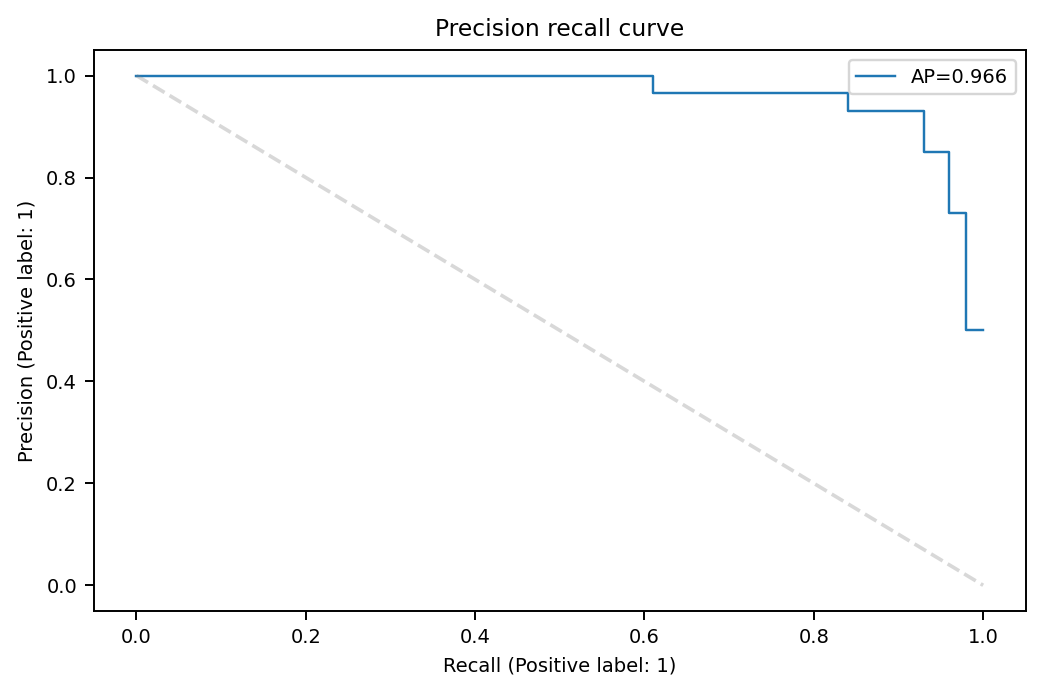 Precision recall curve
AP=0.966
Precision (Positive label: 1)
1.0
0.8
0.6
0.4
0.2
0.0
0.0 0.2 0.4 0.6 0.8 1.0
Recall (Positive label: 1)